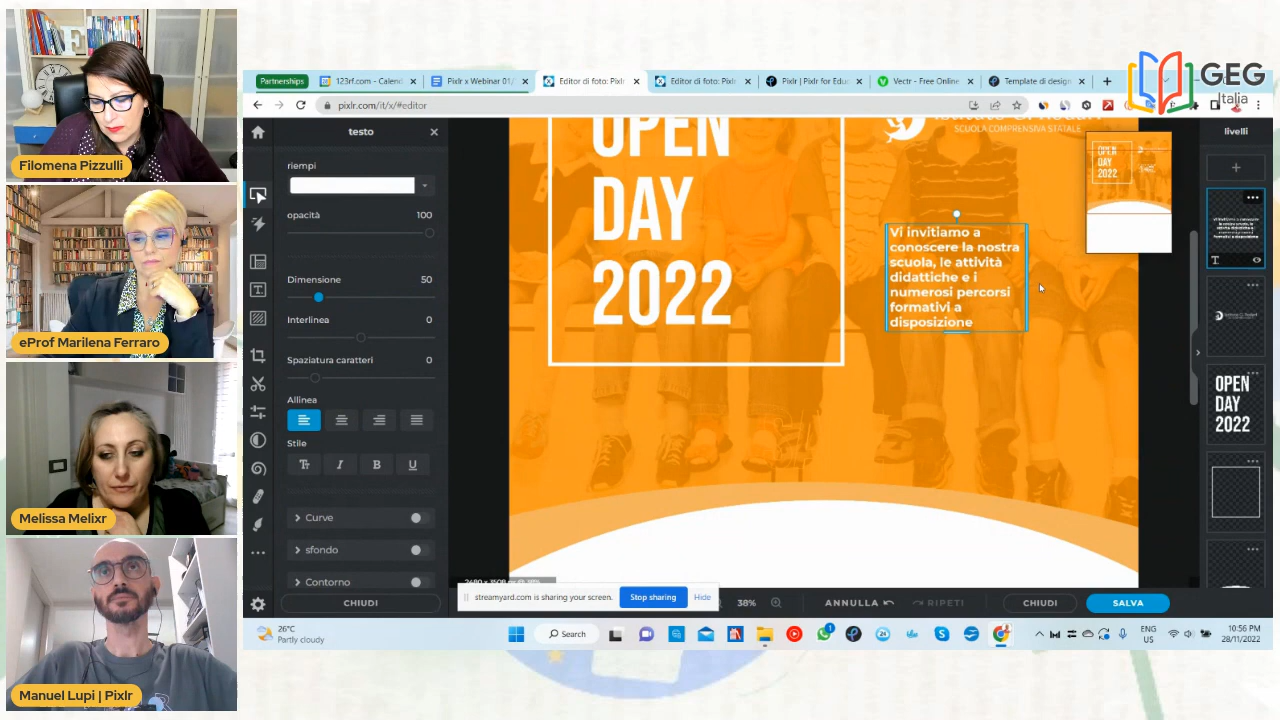 Filomena Pizzulli
eProf Marilena Ferraro
Melissa Melixr
Manuel Lupi | Pixlr
GEG
Italia
Partnerships
123rf.com - Calen
Pixlr x Webinar 01/
Editor di foto: Pixl
Editor di foto: Pixl
Pixlr | Pixlr for Edu
Vectr - Free Online
Template di design
pixlr.com/it/x/#editor
testo
riempi
opacità 100
Dimensione 50
Interlinea 0
Spaziatura caratteri 0
Allinea
Stile
Curve
sfondo
Contorno
CHIUDI
OPEN
DAY
2022
SCUOLA COMPRENSIVA STATALE
Vi invitiamo a
conoscere la nostra
scuola, le attività
didattiche e i
numerosi percorsi
formativi a
disposizione
OPEN
DAY
2022
livelli
OPEN
DAY
2022
streamyard.com is sharing your screen.
Stop sharing
Hide
38%
ANNULLA
RIPETI
CHIUDI
SALVA
26°C
Partly cloudy
Search
ENG
US
10:56 PM
28/11/2022